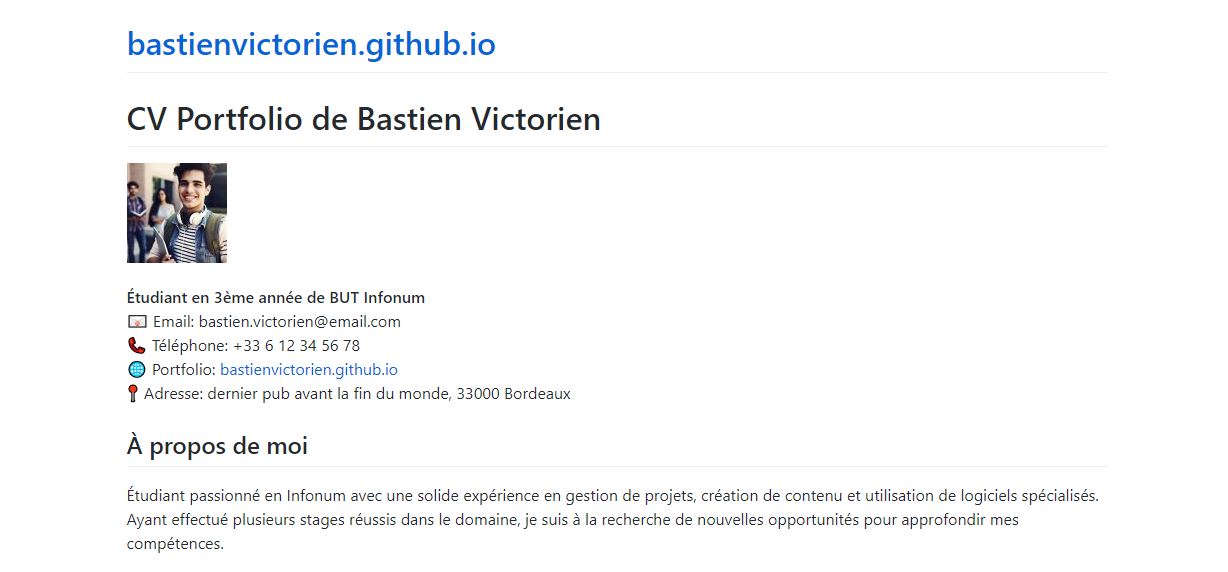 bastienvictorien.github.io
CV Portfolio de Bastien Victorien
Étudiant en 3ème année de BUT Infonum
Email: bastien.victorien@email.com
Téléphone: +33 6 12 34 56 78
Portfolio: bastienvictorien.github.io
Adresse: dernier pub avant la fin du monde, 33000 Bordeaux
À propos de moi
Étudiant passionné en Infonum avec une solide expérience en gestion de projets, création de contenu et utilisation de logiciels spécialisés.
Ayant effectué plusieurs stages réussis dans le domaine, je suis à la recherche de nouvelles opportunités pour approfondir mes
compétences.